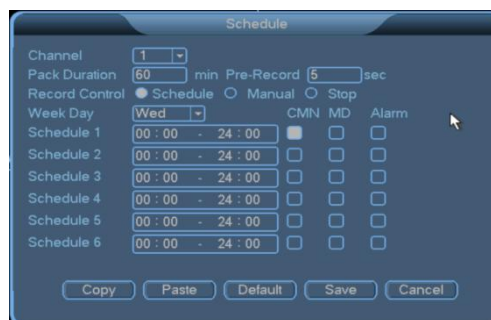 Schedule
Channel 1
Pack Duration 60 min Pre-Record 5 sec
Record Control Schedule Manual Stop
Week Day Wed CMN MD Alarm
Schedule 1 00 : 00 - 24 : 00
Schedule 2 00 : 00 - 24 : 00
Schedule 3 00 : 00 - 24 : 00
Schedule 4 00 : 00 - 24 : 00
Schedule 5 00 : 00 - 24 : 00
Schedule 6 00 : 00 - 24 : 00
Copy Paste Default Save Cancel